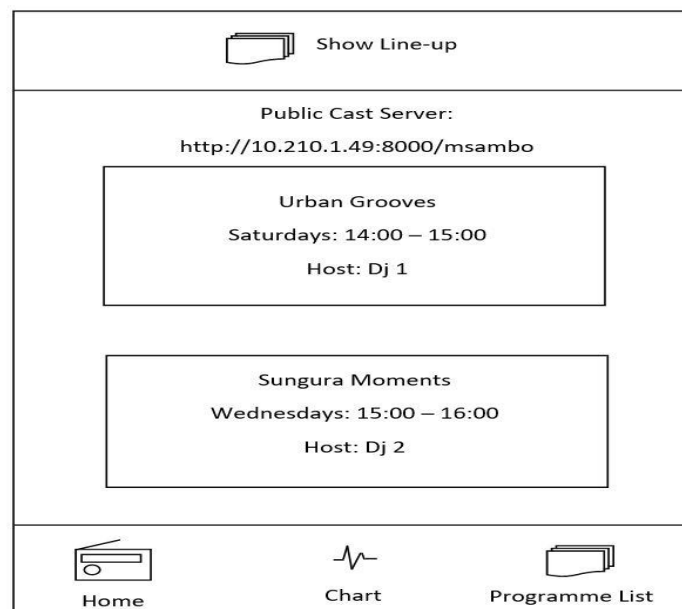 Show Line-up
Public Cast Server:
http://10.210.1.49:8000/msambo
Urban Grooves
Saturdays: 14:00 – 15:00
Host: Dj 1
Sungura Moments
Wednesdays: 15:00 – 16:00
Host: Dj 2
Home
Chart
Programme List